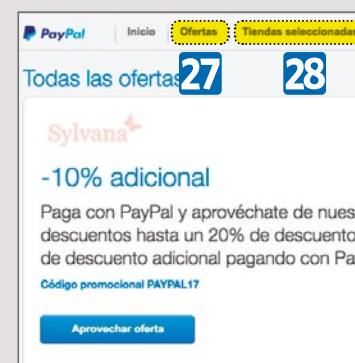 PayPal Inicio Ofertas Tiendas seleccionadas
Todas las ofertas
27 28
Sylvana
-10% adicional
Paga con PayPal y aprovéchate de nues
descuentos hasta un 20% de descuento
de descuento adicional pagando con Pa
Código promocional PAYPAL17
Aprovechar oferta